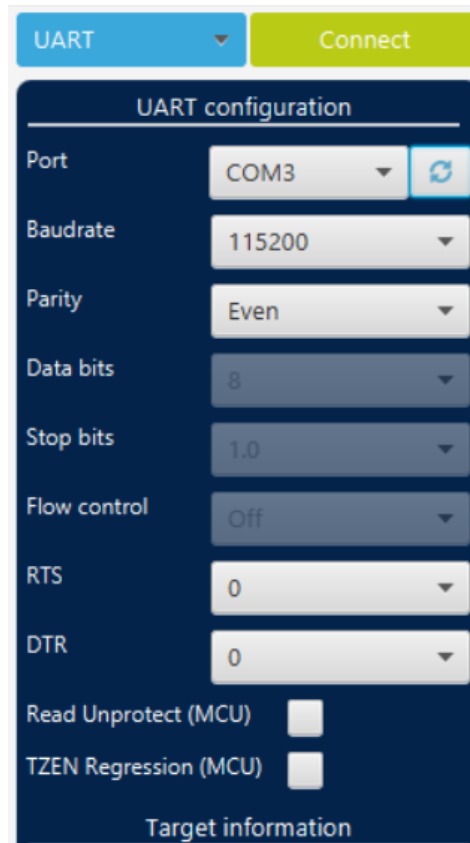 UART Connect
UART configuration
Port COM3
Baudrate 115200
Parity Even
Data bits 8
Stop bits 1.0
Flow control Off
RTS 0
DTR 0
Read Unprotect (MCU)
TZEN Regression (MCU)
Target information